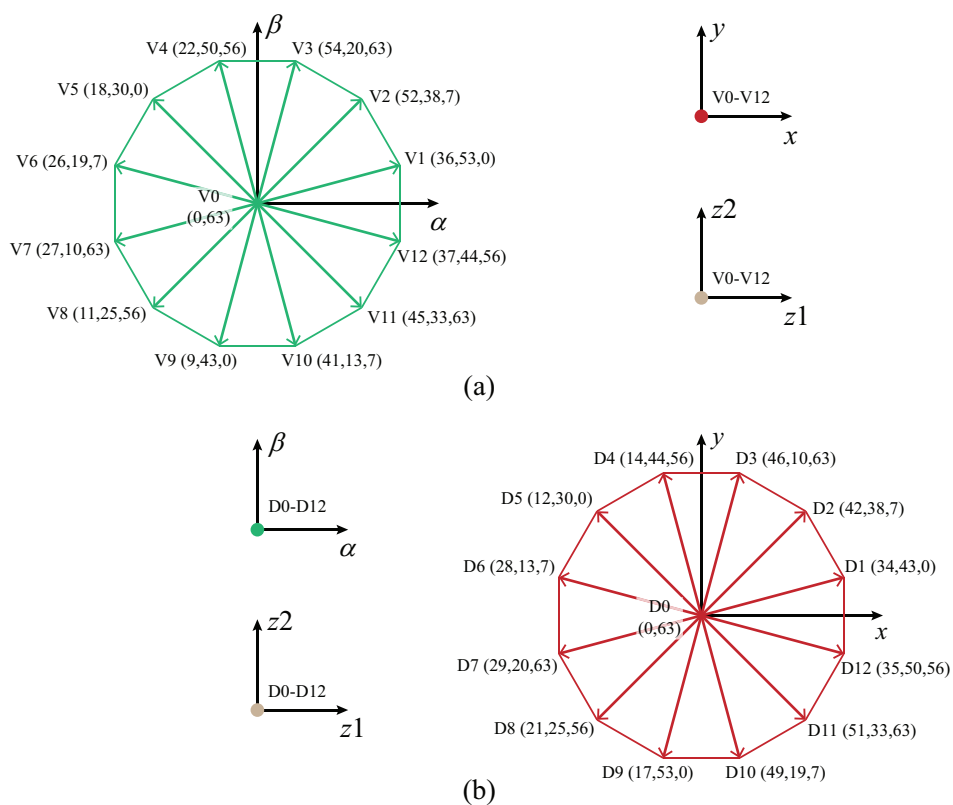 β
V4 (22,50,56)
V3 (54,20,63)
V5 (18,30,0)
V2 (52,38,7)
V6 (26,19,7)
V1 (36,53,0)
V0
(0,63)
α
V7 (27,10,63)
V12 (37,44,56)
V8 (11,25,56)
V11 (45,33,63)
V9 (9,43,0)
V10 (41,13,7)
y
V0-V12
x
z2
V0-V12
z1
(a)
β
D0-D12
α
z2
D0-D12
z1
y
D4 (14,44,56)
D3 (46,10,63)
D5 (12,30,0)
D2 (42,38,7)
D6 (28,13,7)
D1 (34,43,0)
D0
(0,63)
x
D7 (29,20,63)
D12 (35,50,56)
D8 (21,25,56)
D11 (51,33,63)
D9 (17,53,0)
D10 (49,19,7)
(b)